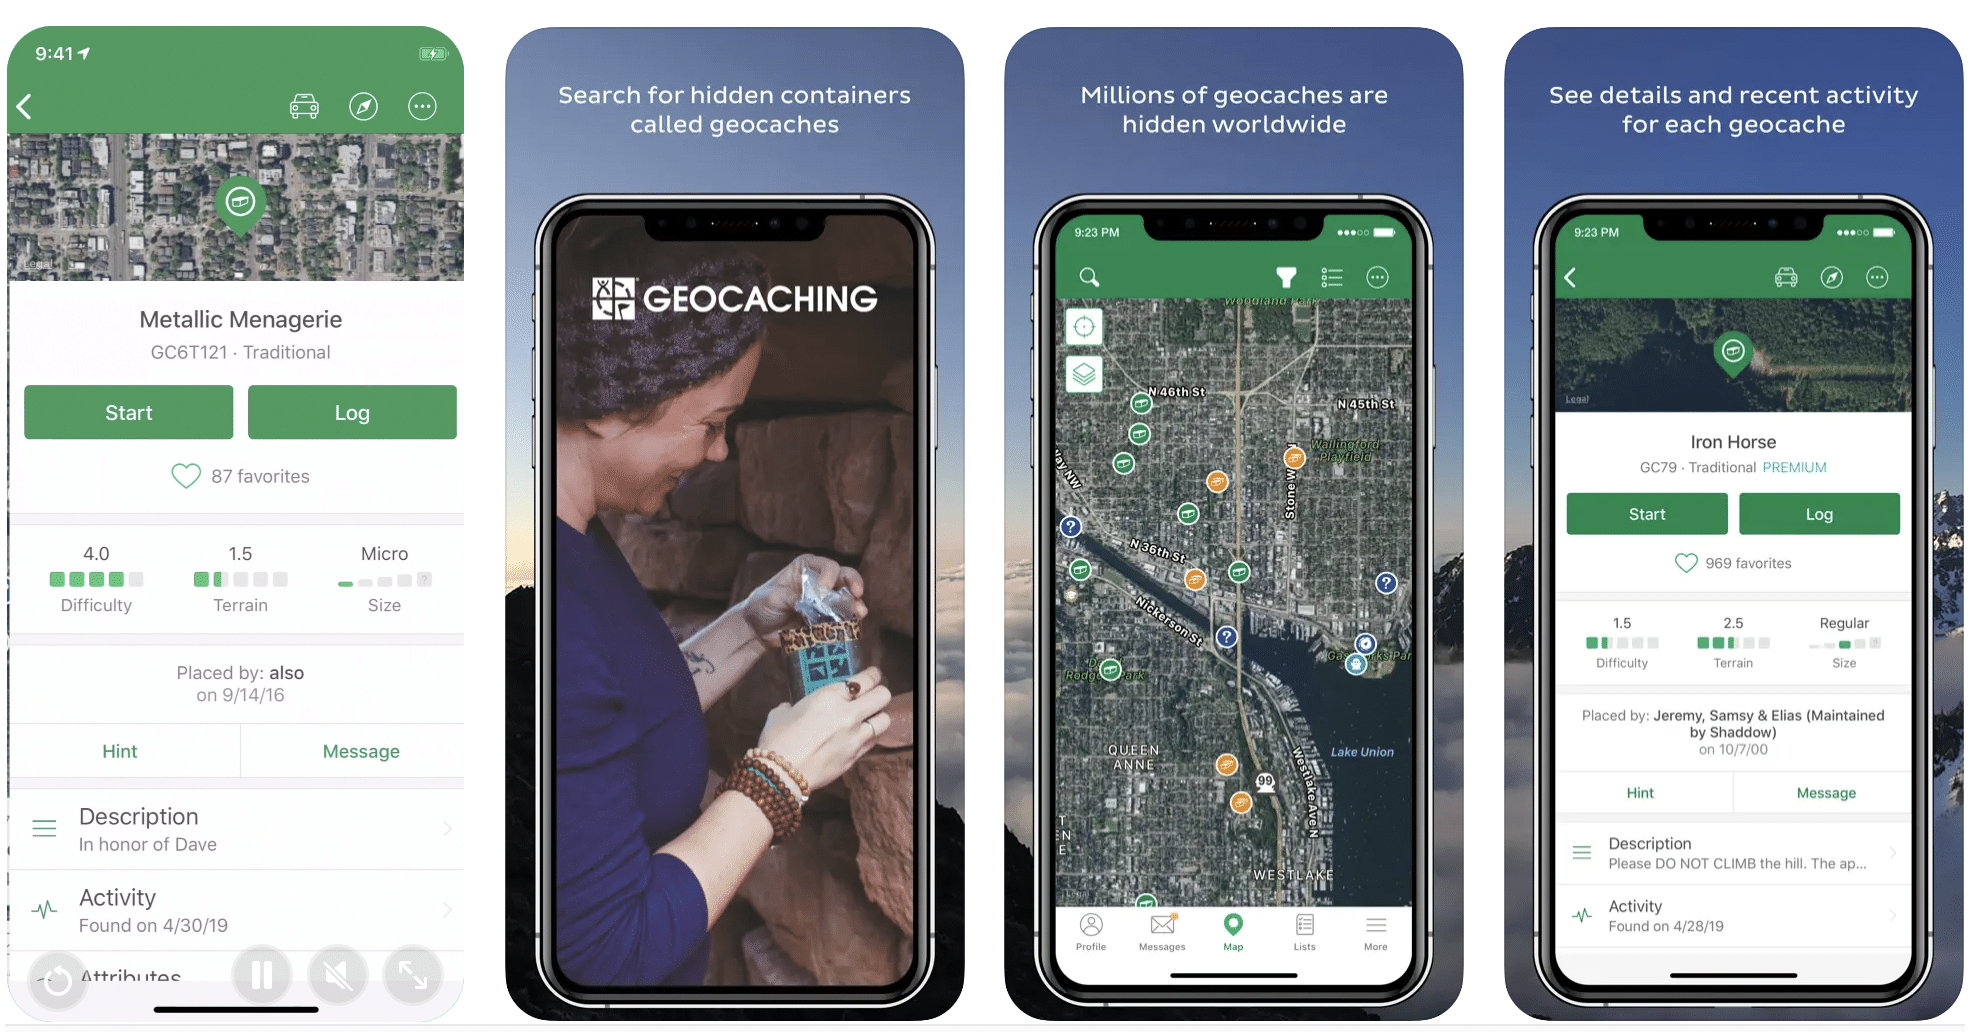 9:41
Legal
Metallic Menagerie
GC6T121 · Traditional
Start
Log
87 favorites
4.0
1.5
Micro
Difficulty
Terrain
Size
?
Placed by: also
on 9/14/16
Hint
Message
Description
In honor of Dave
Activity
Found on 4/30/19
Attributes
Search for hidden containers
called geocaches
GEOCACHING
Millions of geocaches are
hidden worldwide
9:23 PM
Woodland Park
N 46th St
N 45th St
Wallingford
Playfield
Stone W
way NW
?
N 36th St
?
Nickerson St
?
Rodgers Park
QUEEN
ANNE
Lake Union
99
Westlake Ave N
WESTLAKE
Legal
Profile
Messages
Map
Lists
More
See details and recent activity
for each geocache
9:23 PM
Legal
Iron Horse
GC79 · Traditional PREMIUM
Start
Log
969 favorites
1.5
2.5
Regular
Difficulty
Terrain
Size
Placed by: Jeremy, Samsy & Elias (Maintained
by Shaddow)
on 10/7/00
Hint
Message
Description
Please DO NOT CLIMB the hill. The ap...
Activity
Found on 4/28/19